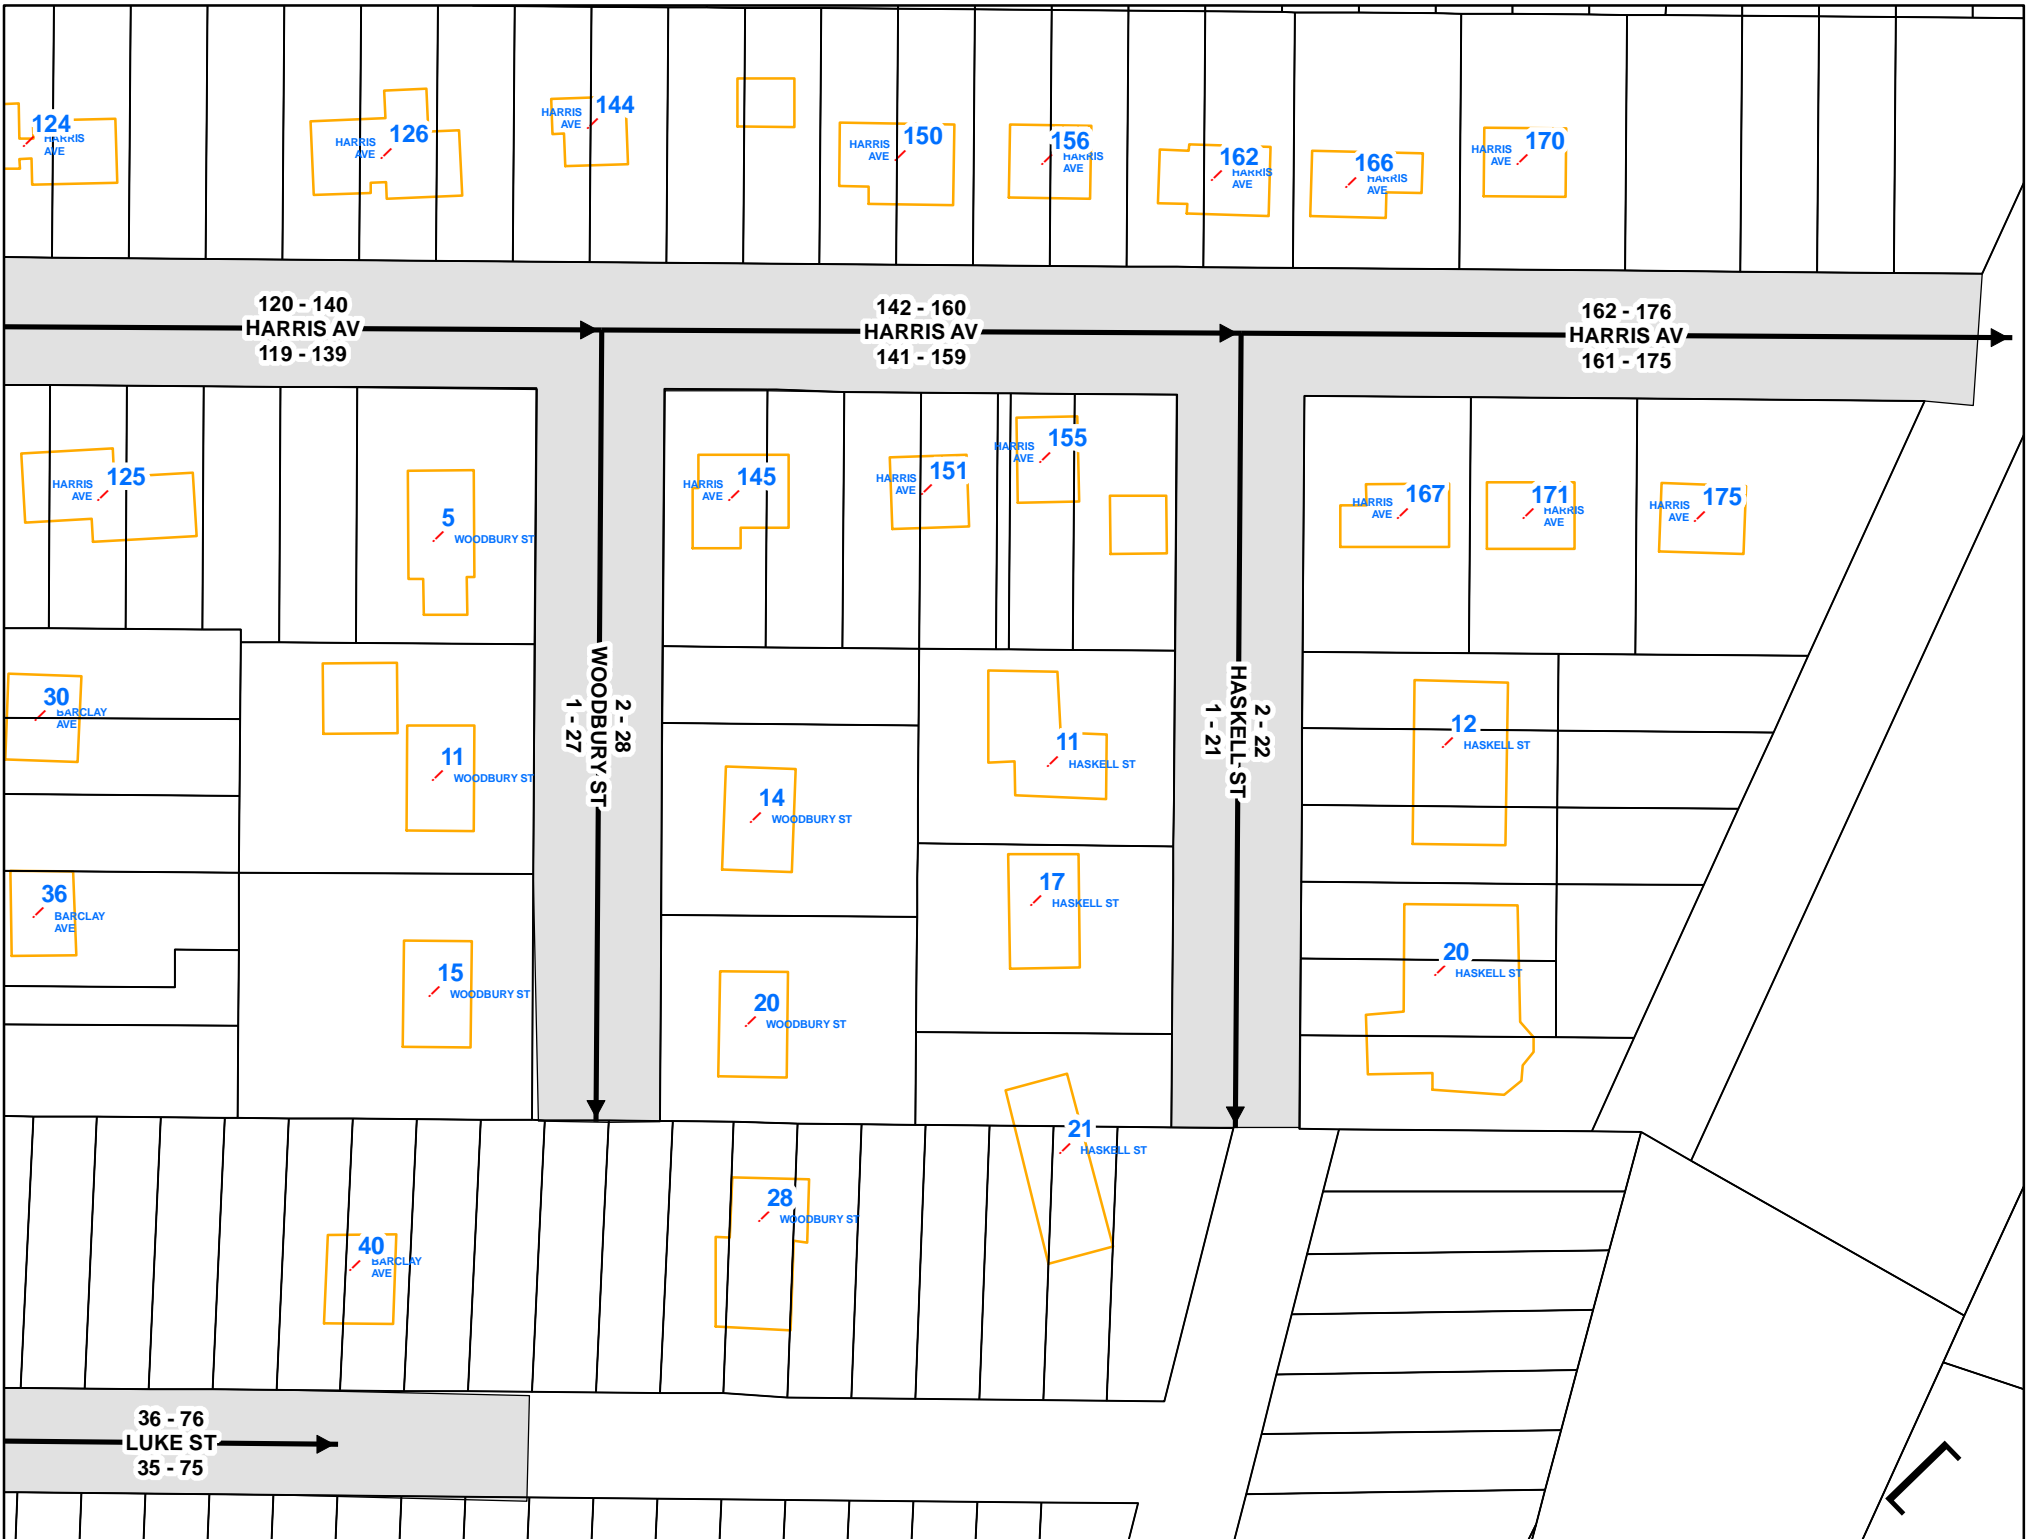 124
HARRIS
AVE
HARRIS
AVE
126
HARRIS
AVE
144
HARRIS
AVE
150
156
HARRIS
AVE
162
HARRIS
AVE
166
HARRIS
AVE
HARRIS
AVE
170
120 - 140
HARRIS AV
119 - 139
142 - 160
HARRIS AV
141 - 159
162 - 176
HARRIS AV
161 - 175
HARRIS
AVE
125
5
WOODBURY ST
HARRIS
AVE
145
HARRIS
AVE
151
HARRIS
AVE
155
HARRIS
AVE
167
171
HARRIS
AVE
HARRIS
AVE
175
30
BARCLAY
AVE
11
WOODBURY ST
2 - 28
WOODBURY ST
1 - 27
14
WOODBURY ST
11
HASKELL ST
2 - 22
HASKELL ST
1 - 21
12
HASKELL ST
36
BARCLAY
AVE
15
WOODBURY ST
20
WOODBURY ST
17
HASKELL ST
20
HASKELL ST
21
HASKELL ST
28
WOODBURY ST
40
BARCLAY
AVE
36 - 76
LUKE ST
35 - 75